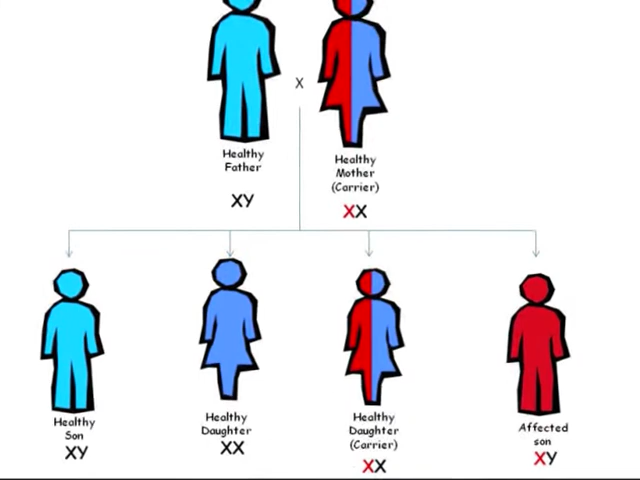 X
Healthy
Father
XY
Healthy
Mother
(Carrier)
XX
Healthy
Son
XY
Healthy
Daughter
XX
Healthy
Daughter
(Carrier)
XX
Affected
son
XY